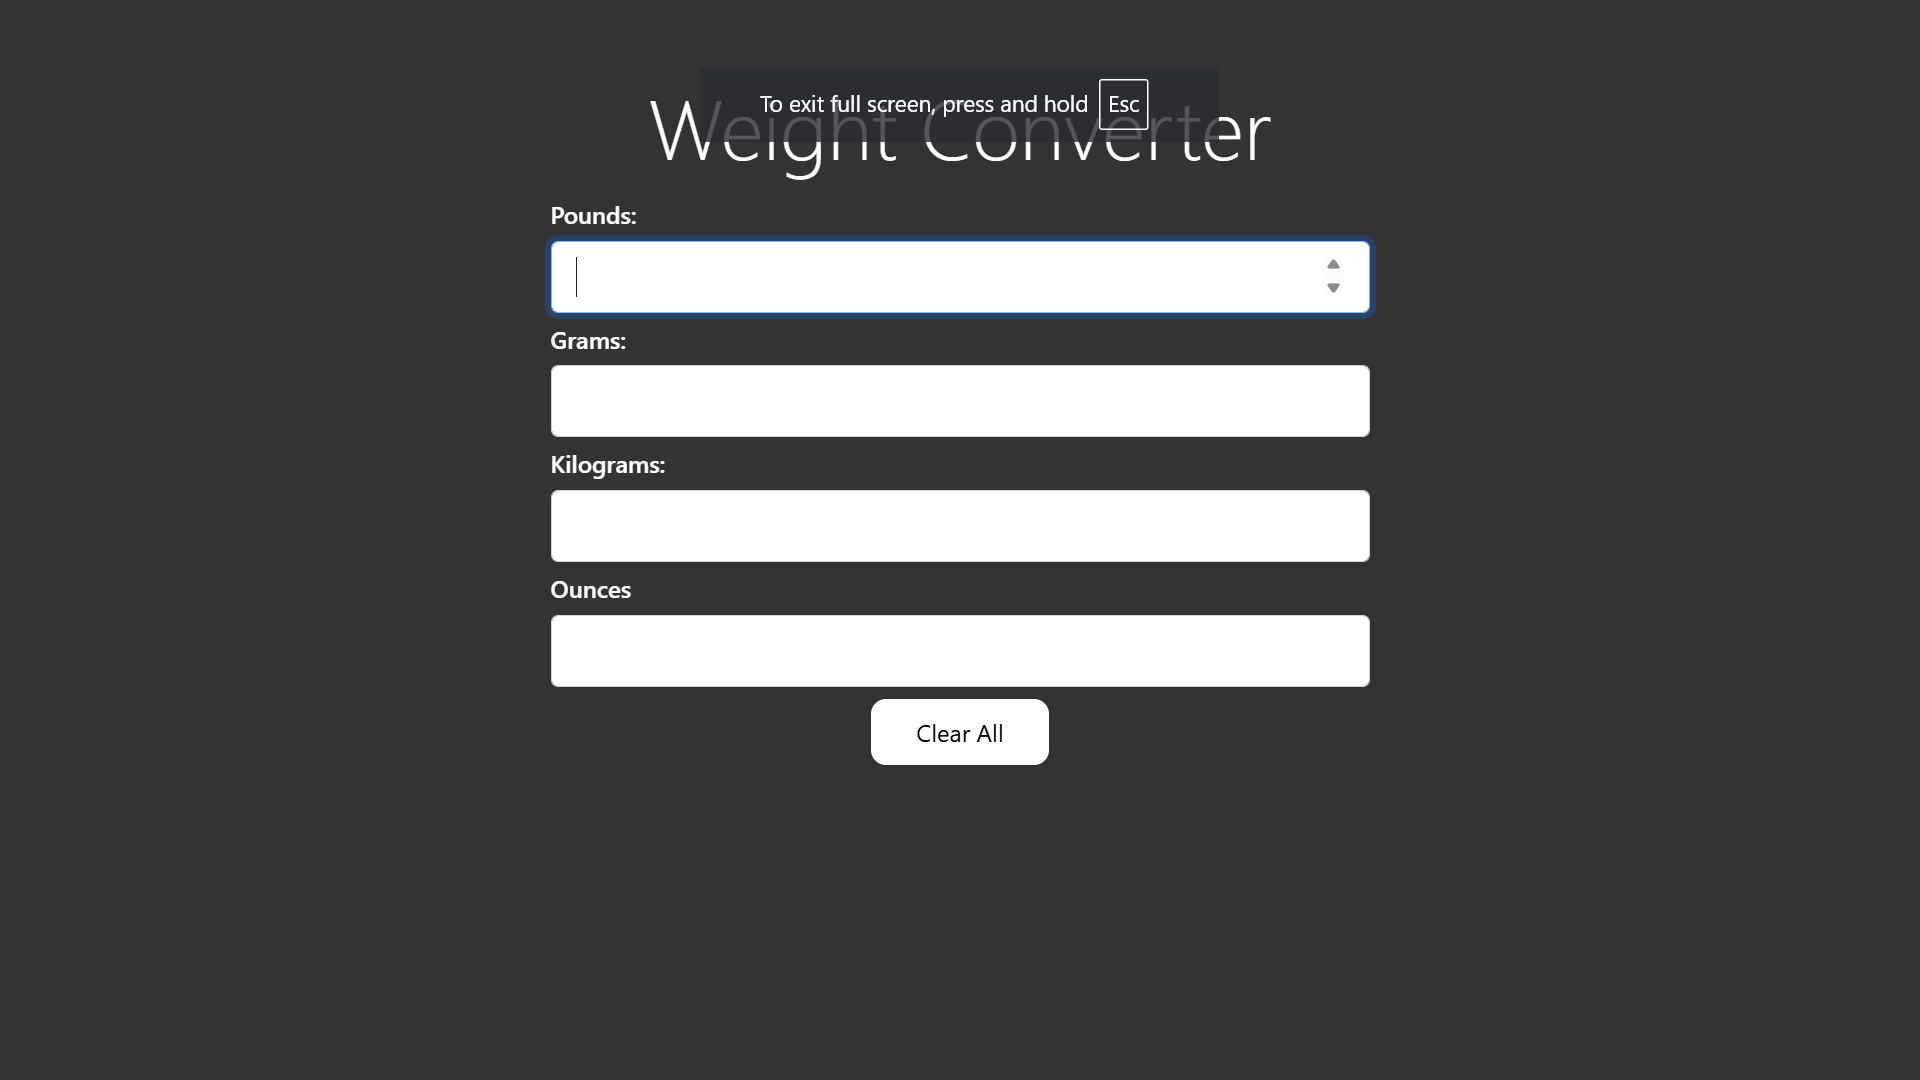 To exit full screen, press and hold Esc
Weight Converter
Pounds:
Grams:
Kilograms:
Ounces
Clear All